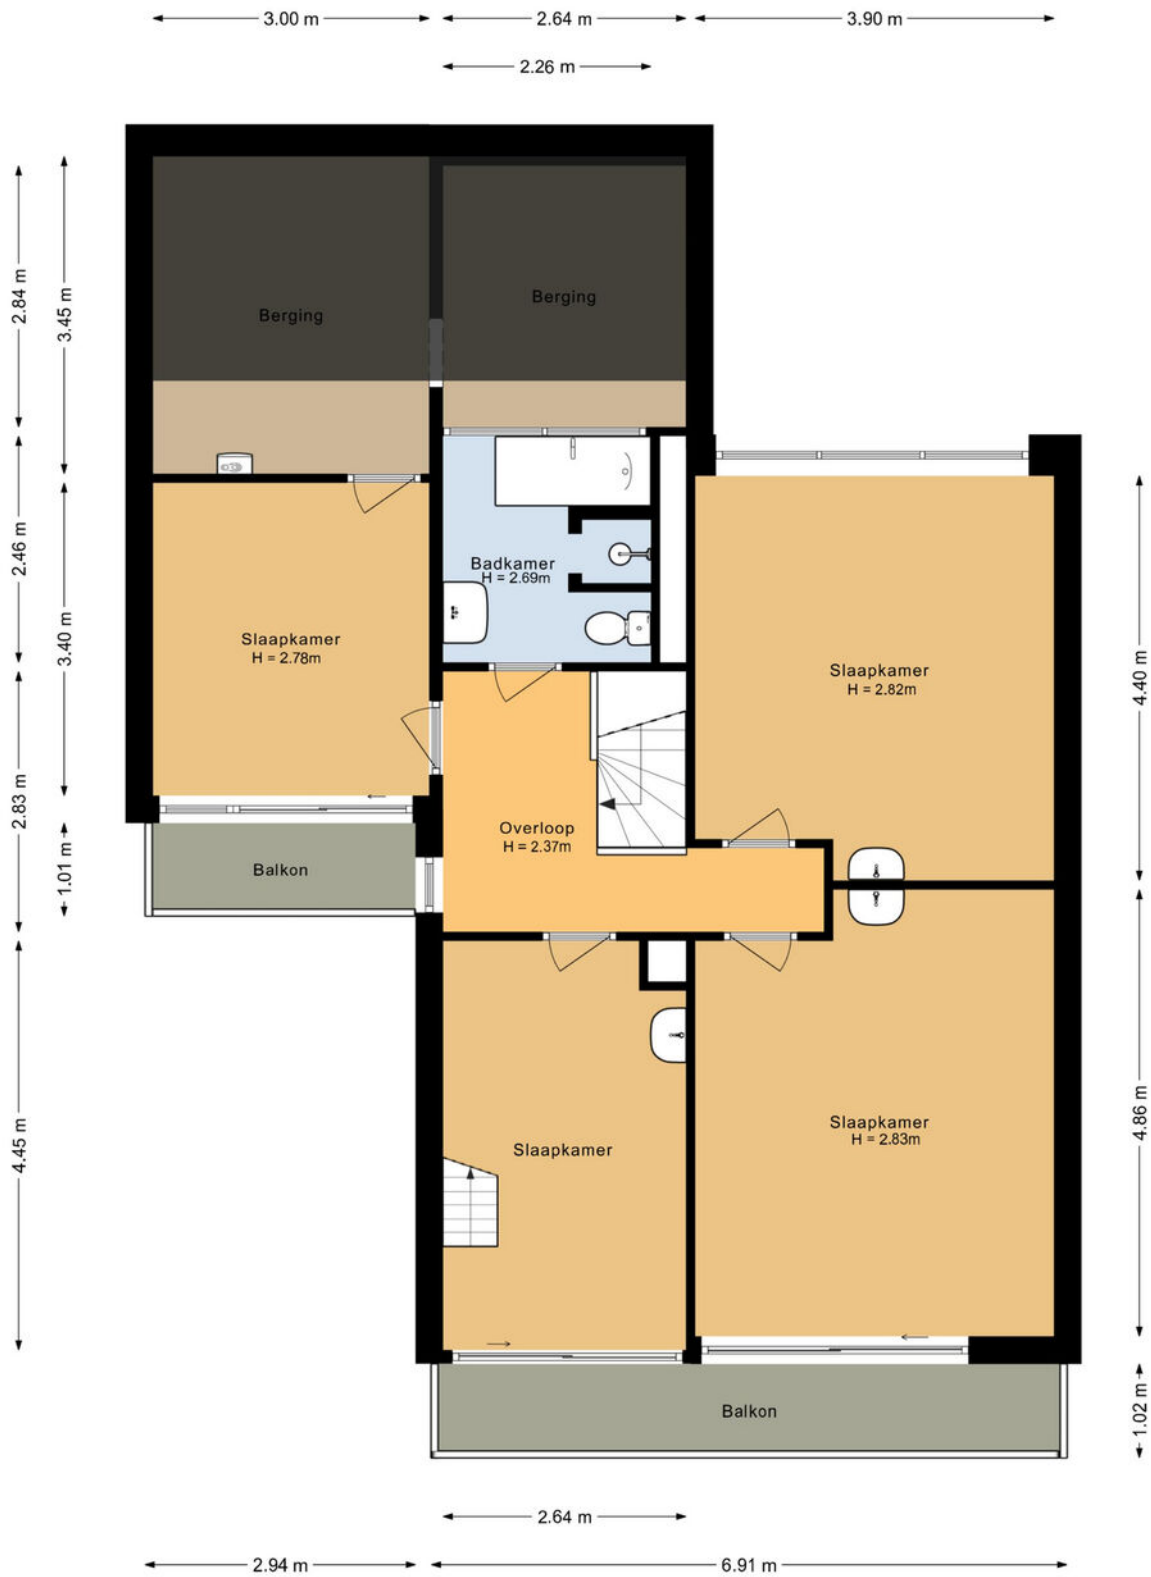 3.00 m
2.64 m
3.90 m
2.26 m
2.84 m
3.45 m
Berging
Berging
2.46 m
3.40 m
Badkamer
H = 2.69m
Slaapkamer
H = 2.78m
Slaapkamer
H = 2.82m
4.40 m
2.83 m
Overloop
H = 2.37m
1.01 m
Balkon
4.45 m
Slaapkamer
Slaapkamer
H = 2.83m
4.86 m
Balkon
1.02 m
2.64 m
2.94 m
6.91 m